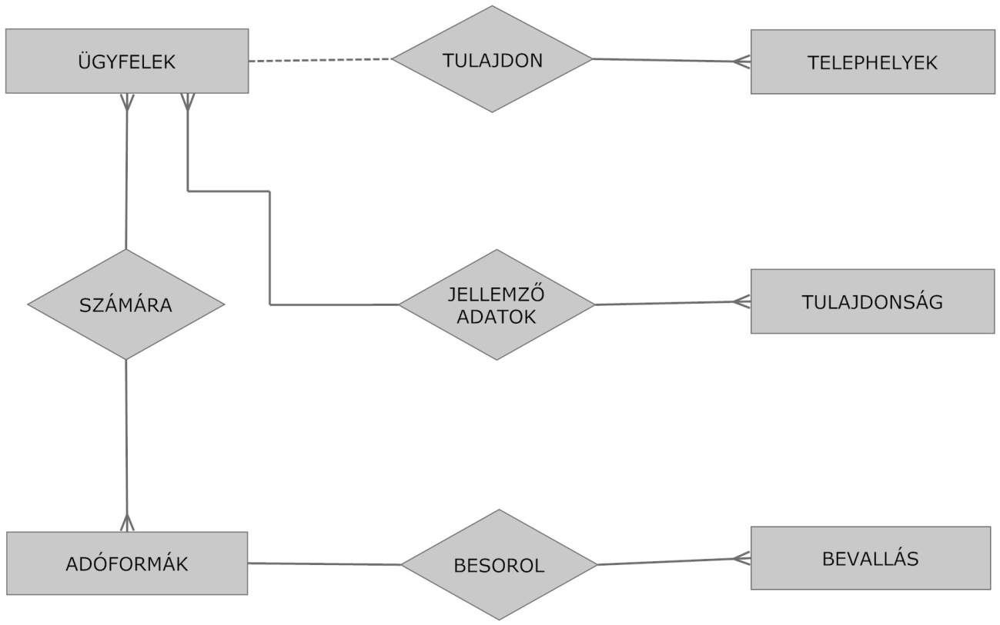 ÜGYFELEK
TULAJDON
TELEPHELYEK
SZÁMÁRA
JELLEMZŐ
ADATOK
TULAJDONSÁG
ADÓFORMÁK
BESOROL
BEVALLÁS